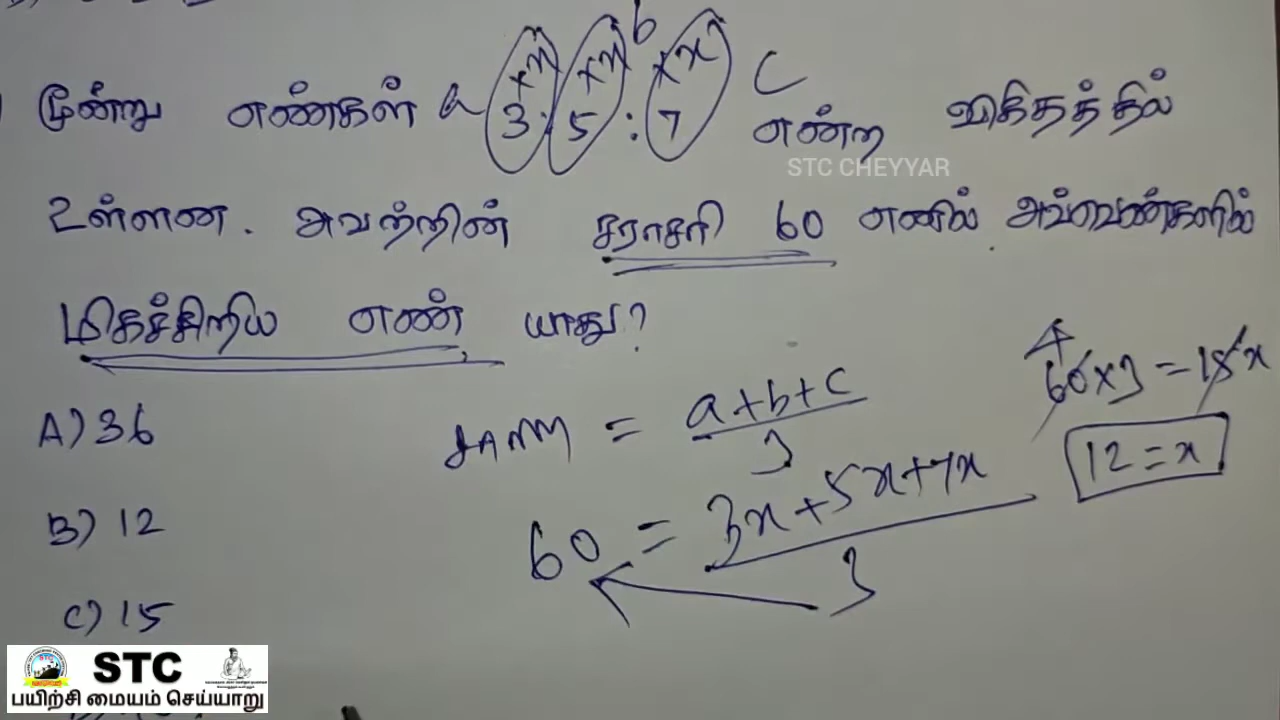 மூன்று எண்கள் a 3 : 5 : 7 என்ற விகிதத்தில்
×x ×x b ×x c
STC CHEYYAR
உள்ளன. அவற்றின் சராசரி 60 எனில் அவ்வெண்களில்
மிகச்சிறிய எண் யாது?
A) 36
B) 12
C) 15
= a+b+c
3
60 = 3x+5x+7x
3
4
60×3 = 15x
12 = x
STC
பயிற்சி மையம் செய்யாறு